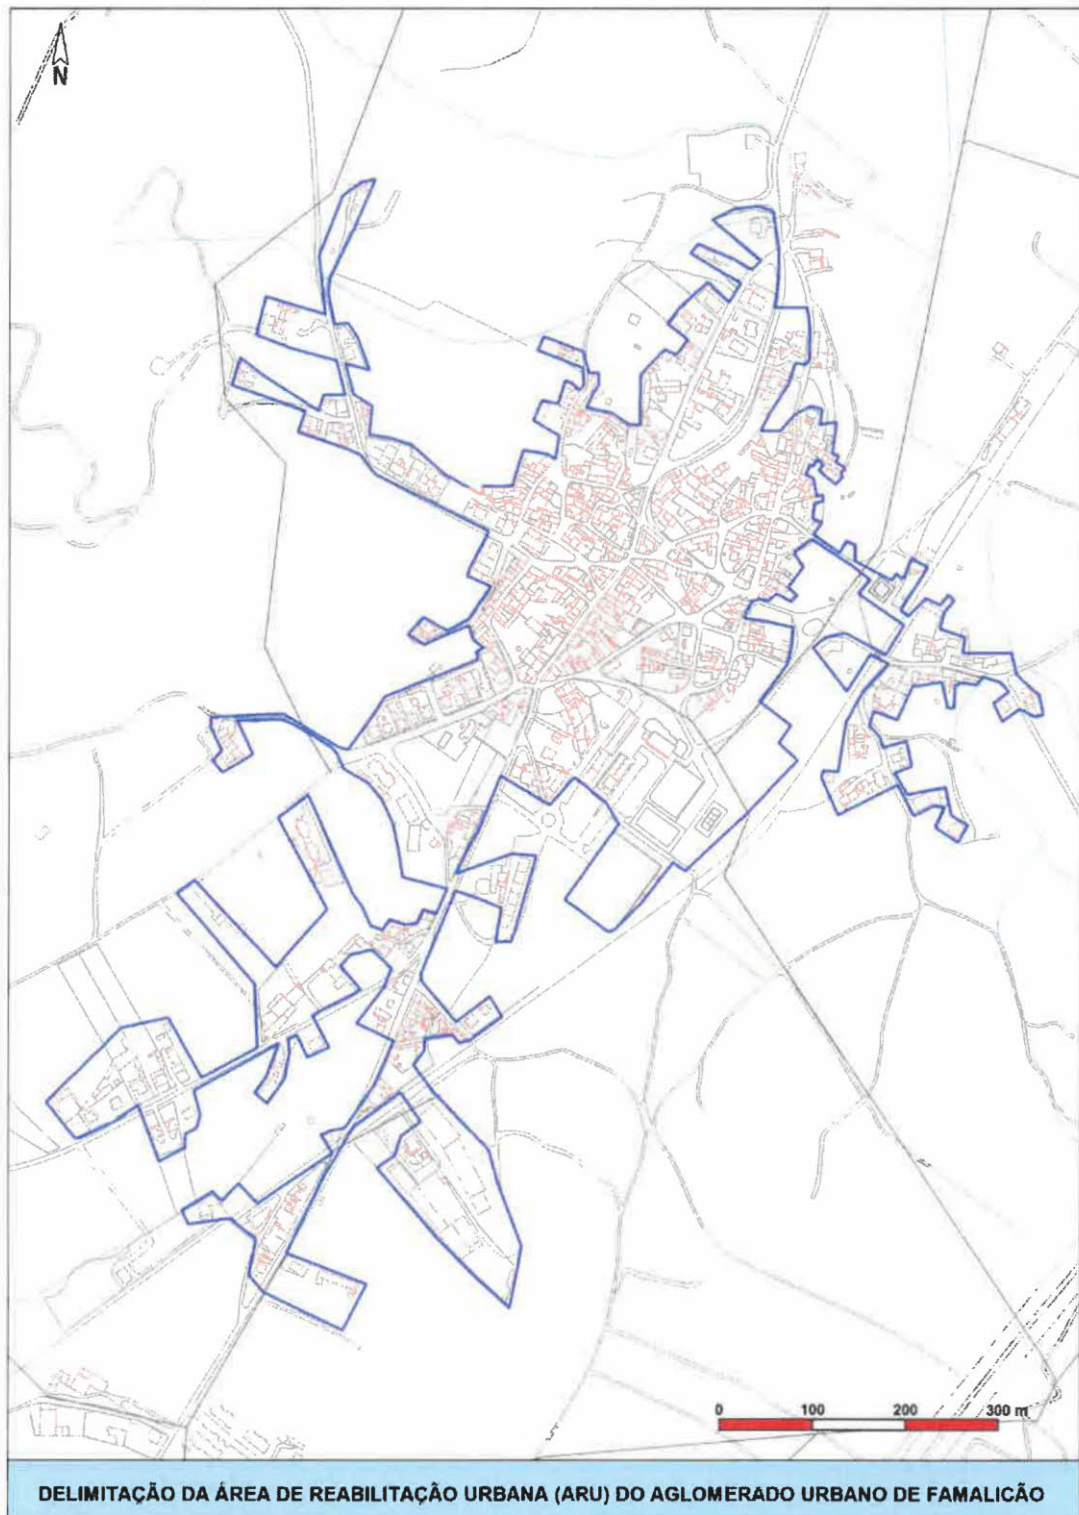 N
0 100 200 300 m
DELIMITAÇÃO DA ÁREA DE REABILITAÇÃO URBANA (ARU) DO AGLOMERADO URBANO DE FAMALICÃO